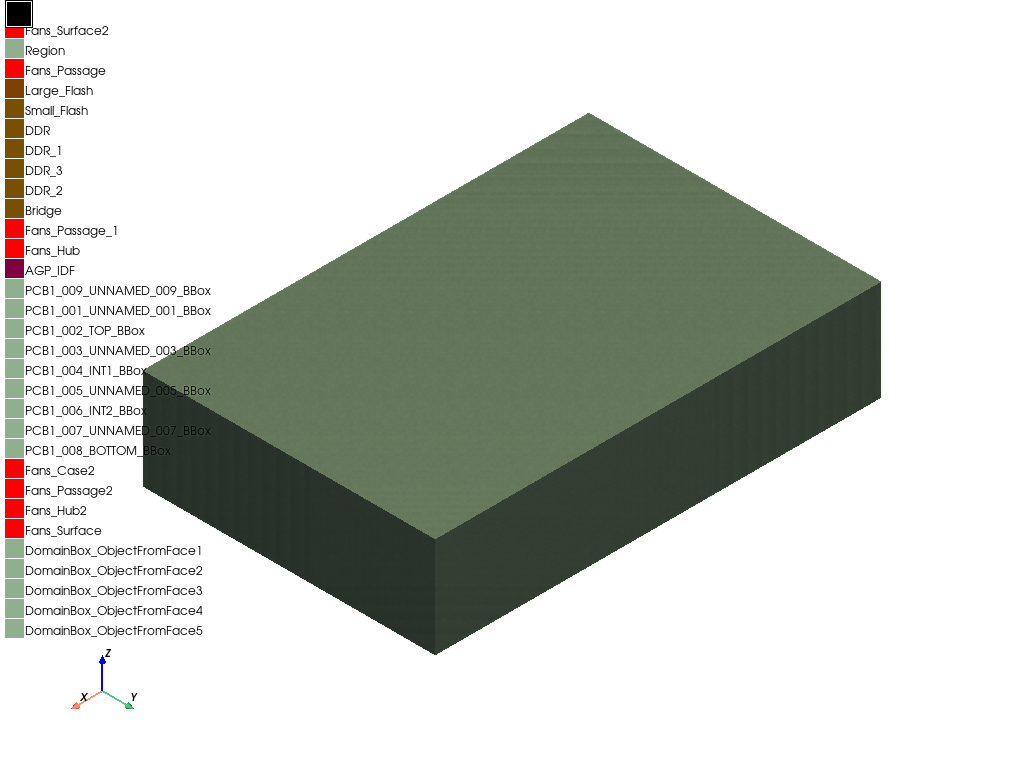 Fans_Surface2
Region
Fans_Passage
Large_Flash
Small_Flash
DDR
DDR_1
DDR_3
DDR_2
Bridge
Fans_Passage_1
Fans_Hub
AGP_IDF
PCB1_009_UNNAMED_009_BBox
PCB1_001_UNNAMED_001_BBox
PCB1_002_TOP_BBox
PCB1_003_UNNAMED_003_BBox
PCB1_004_INT1_BBox
PCB1_005_UNNAMED_005_BBox
PCB1_006_INT2_BBox
PCB1_007_UNNAMED_007_BBox
PCB1_008_BOTTOM_BBox
Fans_Case2
Fans_Passage2
Fans_Hub2
Fans_Surface
DomainBox_ObjectFromFace1
DomainBox_ObjectFromFace2
DomainBox_ObjectFromFace3
DomainBox_ObjectFromFace4
DomainBox_ObjectFromFace5
Z
X Y